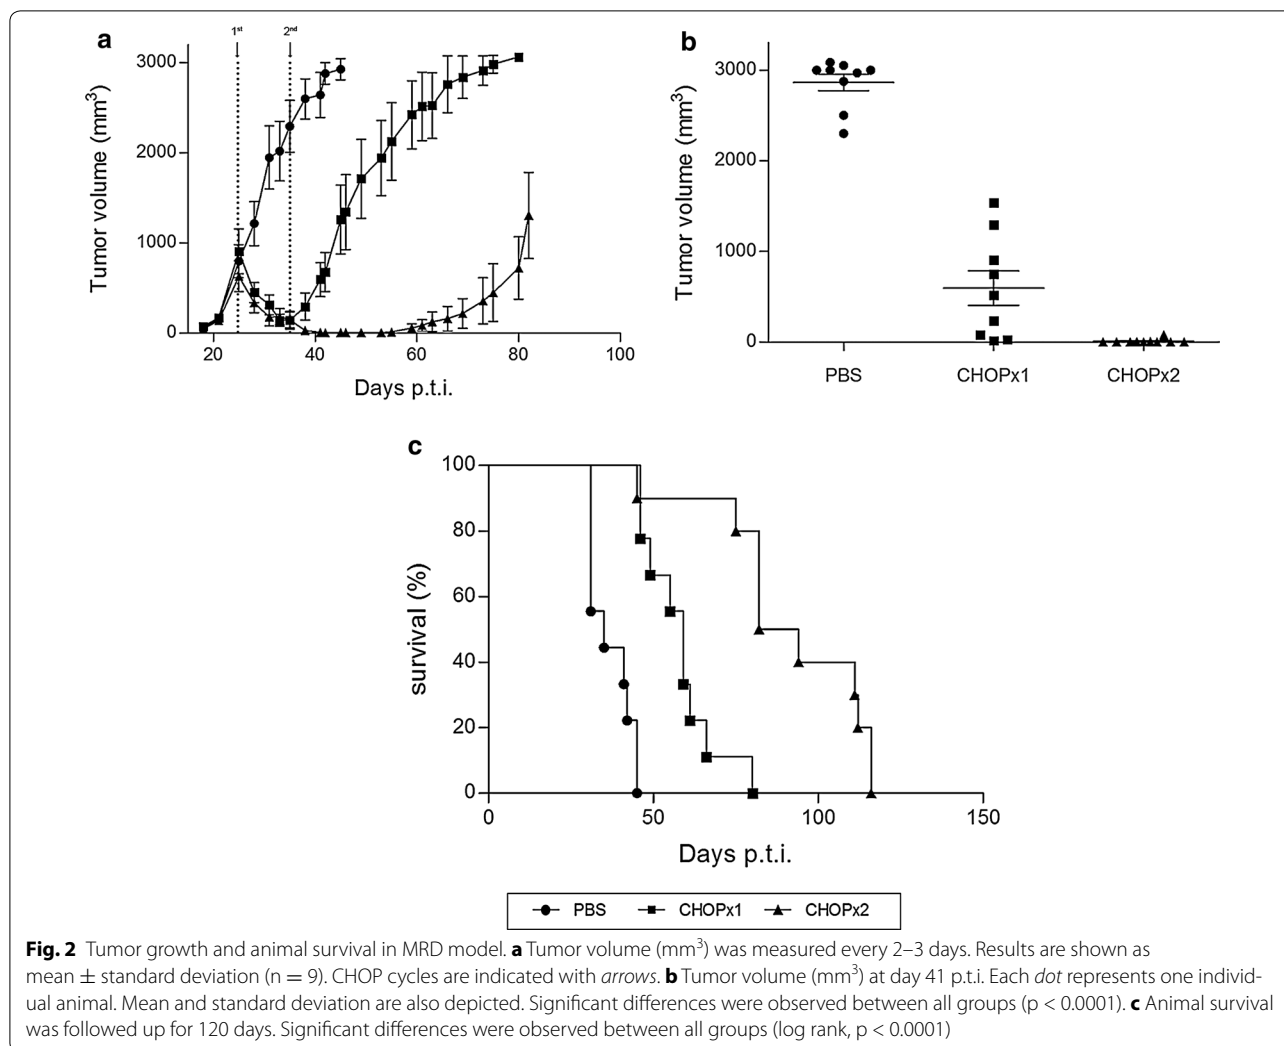 a
1st
2nd
3000
2000
1000
0
Tumor volume (mm3)
20
40
60
80
100
Days p.t.i.
b
3000
2000
1000
0
Tumor volume (mm3)
PBS
CHOPx1
CHOPx2
c
100
80
60
40
20
0
survival (%)
0
50
100
150
Days p.t.i.
PBS CHOPx1 CHOPx2
Fig. 2 Tumor growth and animal survival in MRD model. a Tumor volume (mm3) was measured every 2–3 days. Results are shown as
mean ± standard deviation (n = 9). CHOP cycles are indicated with arrows. b Tumor volume (mm3) at day 41 p.t.i. Each dot represents one individ-
ual animal. Mean and standard deviation are also depicted. Significant differences were observed between all groups (p < 0.0001). c Animal survival
was followed up for 120 days. Significant differences were observed between all groups (log rank, p < 0.0001)